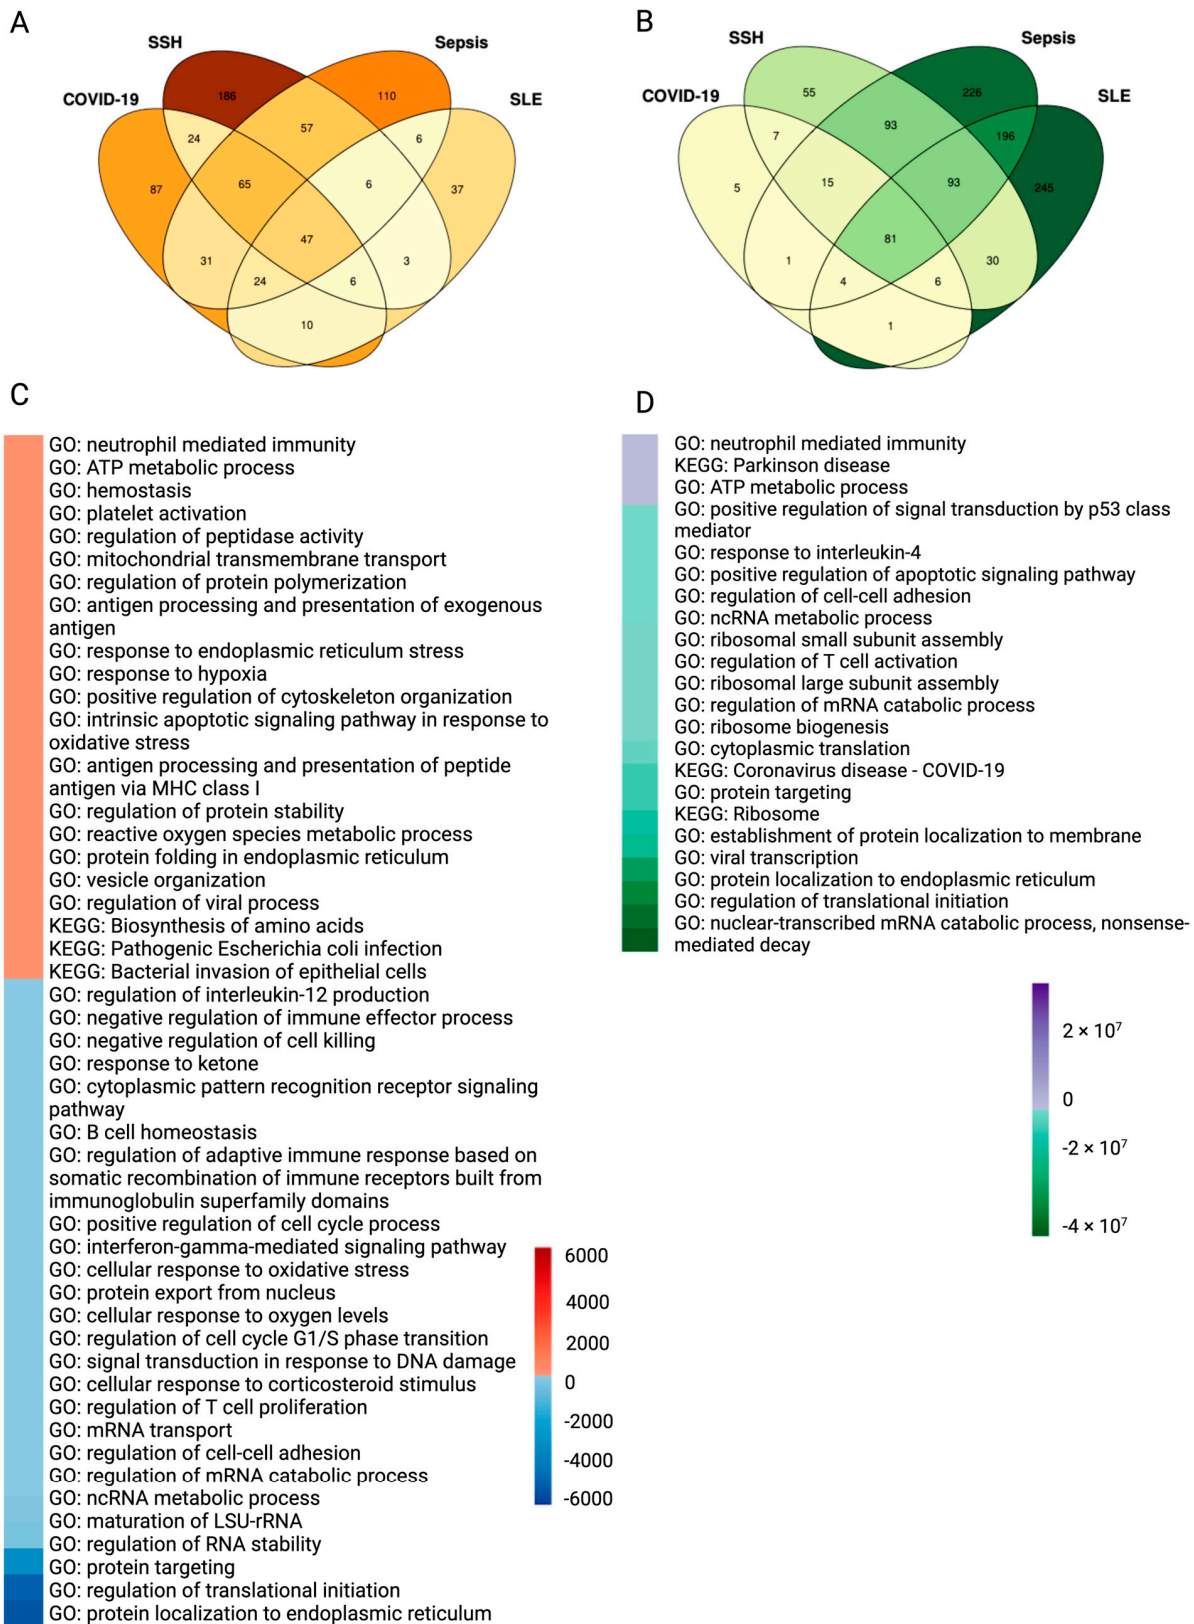 A
SSH
Sepsis
COVID-19
SLE
186
110
24
57
6
87
65
6
37
47
31
24
6
3
10
B
SSH
Sepsis
COVID-19
SLE
55
226
7
93
196
5
15
93
245
81
1
4
6
30
1
C
GO: neutrophil mediated immunity
GO: ATP metabolic process
GO: hemostasis
GO: platelet activation
GO: regulation of peptidase activity
GO: mitochondrial transmembrane transport
GO: regulation of protein polymerization
GO: antigen processing and presentation of exogenous
antigen
GO: response to endoplasmic reticulum stress
GO: response to hypoxia
GO: positive regulation of cytoskeleton organization
GO: intrinsic apoptotic signaling pathway in response to
oxidative stress
GO: antigen processing and presentation of peptide
antigen via MHC class I
GO: regulation of protein stability
GO: reactive oxygen species metabolic process
GO: protein folding in endoplasmic reticulum
GO: vesicle organization
GO: regulation of viral process
KEGG: Biosynthesis of amino acids
KEGG: Pathogenic Escherichia coli infection
KEGG: Bacterial invasion of epithelial cells
GO: regulation of interleukin-12 production
GO: negative regulation of immune effector process
GO: negative regulation of cell killing
GO: response to ketone
GO: cytoplasmic pattern recognition receptor signaling
pathway
GO: B cell homeostasis
GO: regulation of adaptive immune response based on
somatic recombination of immune receptors built from
immunoglobulin superfamily domains
GO: positive regulation of cell cycle process
GO: interferon-gamma-mediated signaling pathway
GO: cellular response to oxidative stress
GO: protein export from nucleus
GO: cellular response to oxygen levels
GO: regulation of cell cycle G1/S phase transition
GO: signal transduction in response to DNA damage
GO: cellular response to corticosteroid stimulus
GO: regulation of T cell proliferation
GO: mRNA transport
GO: regulation of cell-cell adhesion
GO: regulation of mRNA catabolic process
GO: ncRNA metabolic process
GO: maturation of LSU-rRNA
GO: regulation of RNA stability
GO: protein targeting
GO: regulation of translational initiation
GO: protein localization to endoplasmic reticulum
6000
4000
2000
0
-2000
-4000
-6000
D
GO: neutrophil mediated immunity
KEGG: Parkinson disease
GO: ATP metabolic process
GO: positive regulation of signal transduction by p53 class
mediator
GO: response to interleukin-4
GO: positive regulation of apoptotic signaling pathway
GO: regulation of cell-cell adhesion
GO: ncRNA metabolic process
GO: ribosomal small subunit assembly
GO: regulation of T cell activation
GO: ribosomal large subunit assembly
GO: regulation of mRNA catabolic process
GO: ribosome biogenesis
GO: cytoplasmic translation
KEGG: Coronavirus disease - COVID-19
GO: protein targeting
KEGG: Ribosome
GO: establishment of protein localization to membrane
GO: viral transcription
GO: protein localization to endoplasmic reticulum
GO: regulation of translational initiation
GO: nuclear-transcribed mRNA catabolic process, nonsense-
mediated decay
2 × 10⁷
0
-2 × 10⁷
-4 × 10⁷